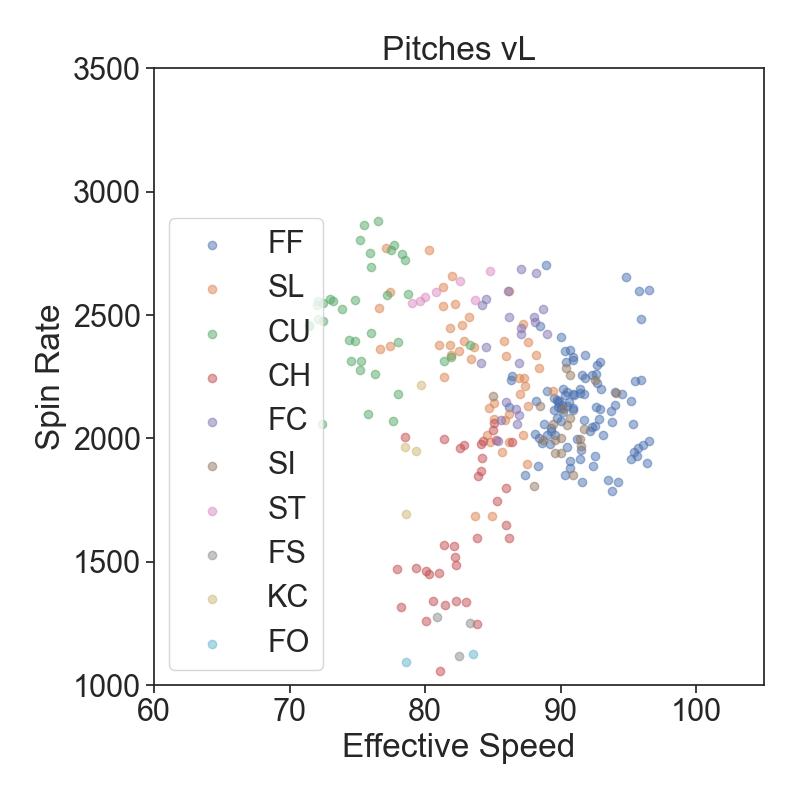 Pitches vL
3500
3000
2500
2000
1500
1000
Spin Rate
FF
SL
CU
CH
FC
SI
ST
FS
KC
FO
60 70 80 90 100
Effective Speed